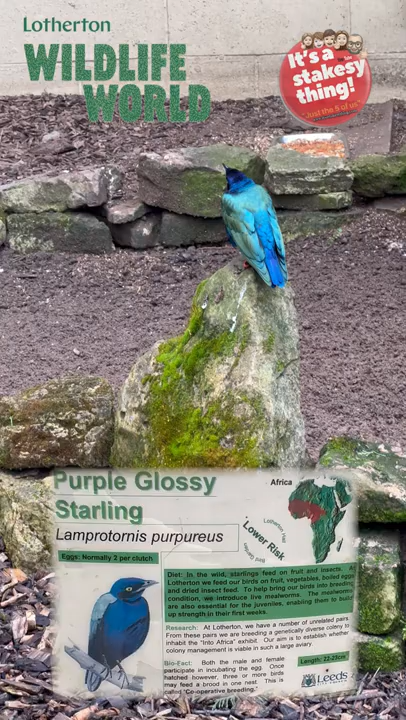 Lotherton
WILDLIFE
WORLD
It's a
stakesy
thing!
"Just the 5 of us"
Purple Glossy
Starling
Africa
Lamprotornis purpureus
Lower Risk
Eggs: Normally 2 per clutch
Diet: In the wild, starlings feed on fruit and insects. At
Lotherton we feed our birds on fruit, vegetables, boiled eggs
and dried insect feed. To help bring our birds into breeding
condition, we introduce live mealworms. The mealworms
are also essential for the juveniles, enabling them to build
up strength in their first weeks.
Research: At Lotherton, we have a number of unrelated pairs.
From these pairs we are breeding a genetically diverse colony to
inhabit the "Into Africa" exhibit. Our aim is to establish whether
colony management is viable in such a large aviary
Bio-Fact: Both the male and female
participate in incubating the egg. Once
hatched however, three or more birds
may feed a brood in one nest. This is
called "Co-operative breeding."
Length: 22-23cm
Leeds